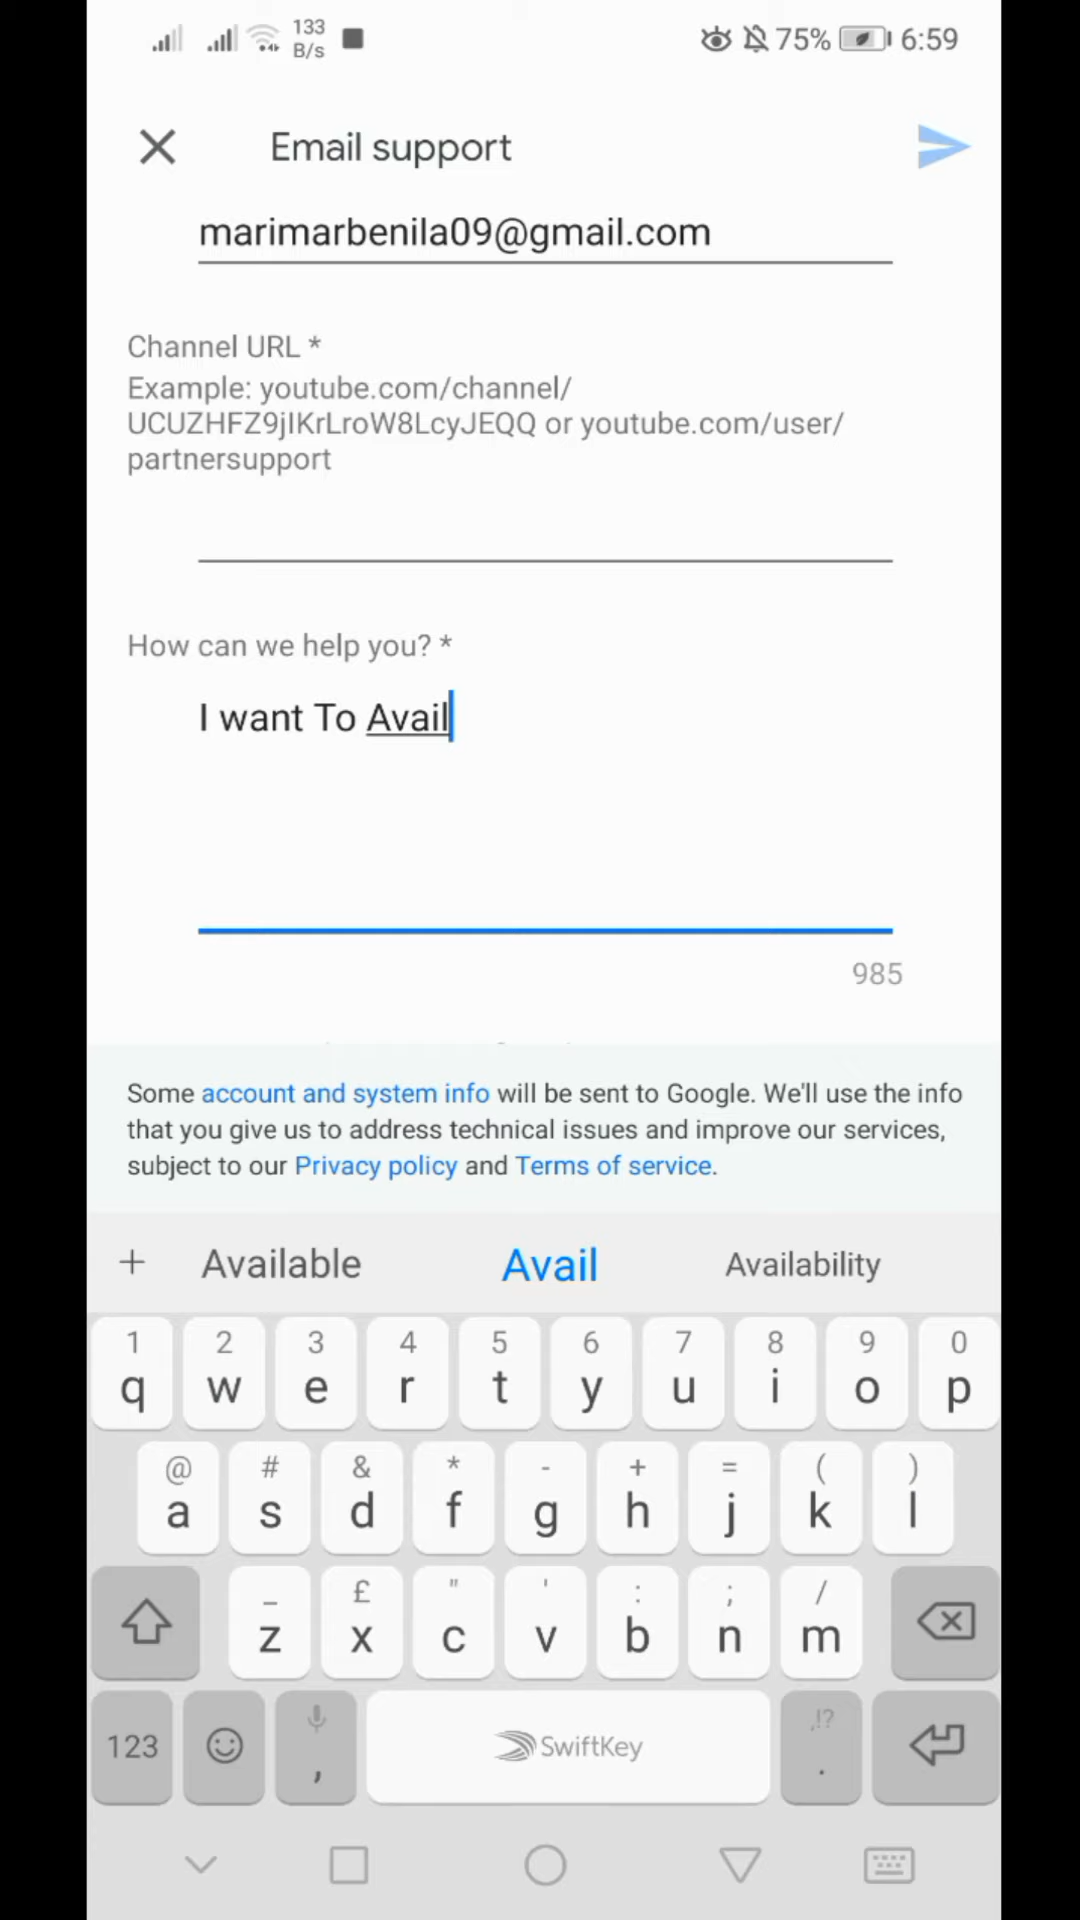 133
B/s
75%
6:59
Email support
marimarbenila09@gmail.com
Channel URL *
Example: youtube.com/channel/
UCUZHFZ9jIKrLroW8LcyJEQQ or youtube.com/user/
partnersupport
How can we help you? *
I want To Avail
985
Some account and system info will be sent to Google. We'll use the info
that you give us to address technical issues and improve our services,
subject to our Privacy policy and Terms of service.
+ Available Avail Availability
1 2 3 4 5 6 7 8 9 0
q w e r t y u i o p
@ # & * - + = ( )
a s d f g h j k l
_ £ " ' : ; /
z x c v b n m
123 , SwiftKey ,!? .